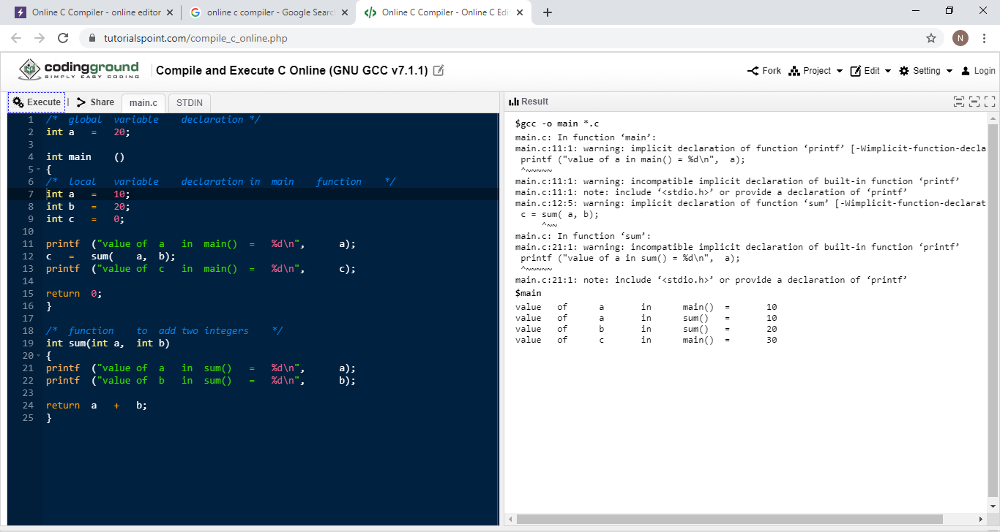 Online C Compiler - online editor
online c compiler - Google Searc
Online C Compiler - Online C Edi
tutorialspoint.com/compile_c_online.php
N
codingground
SIMPLY EASY CODING
Compile and Execute C Online (GNU GCC v7.1.1)
Fork Project Edit Setting Login
Execute | Share main.c STDIN
1 /* global variable declaration */
2 int a = 20;
3
4 int main ()
5 {
6 /* local variable declaration in main function */
7 int a = 10;
8 int b = 20;
9 int c = 0;
10
11 printf ("value of a in main() = %d\n", a);
12 c = sum( a, b);
13 printf ("value of c in main() = %d\n", c);
14
15 return 0;
16 }
17
18 /* function to add two integers */
19 int sum(int a, int b)
20 {
21 printf ("value of a in sum() = %d\n", a);
22 printf ("value of b in sum() = %d\n", b);
23
24 return a + b;
25 }
Result
$gcc -o main *.c
main.c: In function ‘main’:
main.c:11:1: warning: implicit declaration of function ‘printf’ [-Wimplicit-function-decla
printf ("value of a in main() = %d\n", a);
^~~~~~
main.c:11:1: warning: incompatible implicit declaration of built-in function ‘printf’
main.c:11:1: note: include ‘<stdio.h>’ or provide a declaration of ‘printf’
main.c:12:5: warning: implicit declaration of function ‘sum’ [-Wimplicit-function-declarat
c = sum( a, b);
^~~
main.c: In function ‘sum’:
main.c:21:1: warning: incompatible implicit declaration of built-in function ‘printf’
printf ("value of a in sum() = %d\n", a);
^~~~~~
main.c:21:1: note: include ‘<stdio.h>’ or provide a declaration of ‘printf’
$main
value of a in main() = 10
value of a in sum() = 10
value of b in sum() = 20
value of c in main() = 30